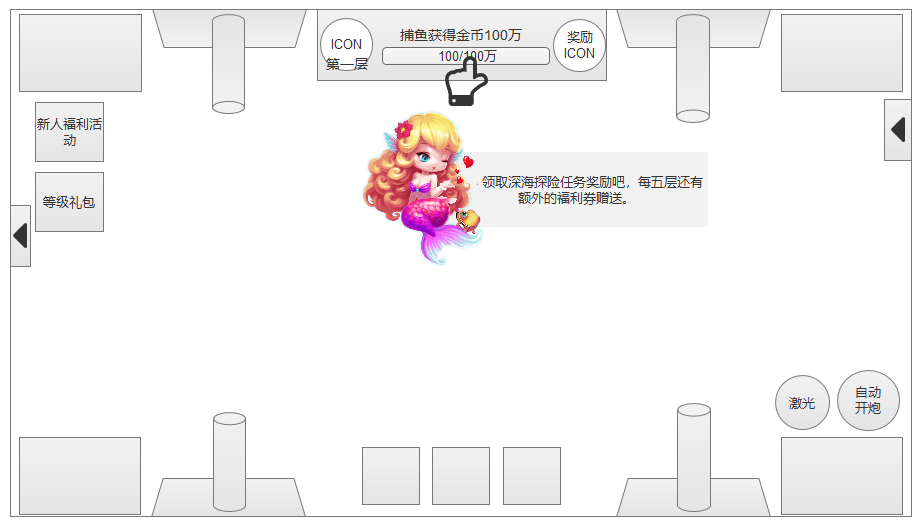 ICON
第一层
捕鱼获得金币100万
100/100万
奖励
ICON
新人福利活
动
等级礼包
领取深海探险任务奖励吧，每五层还有
额外的福利券赠送。
激光
自动
开炮